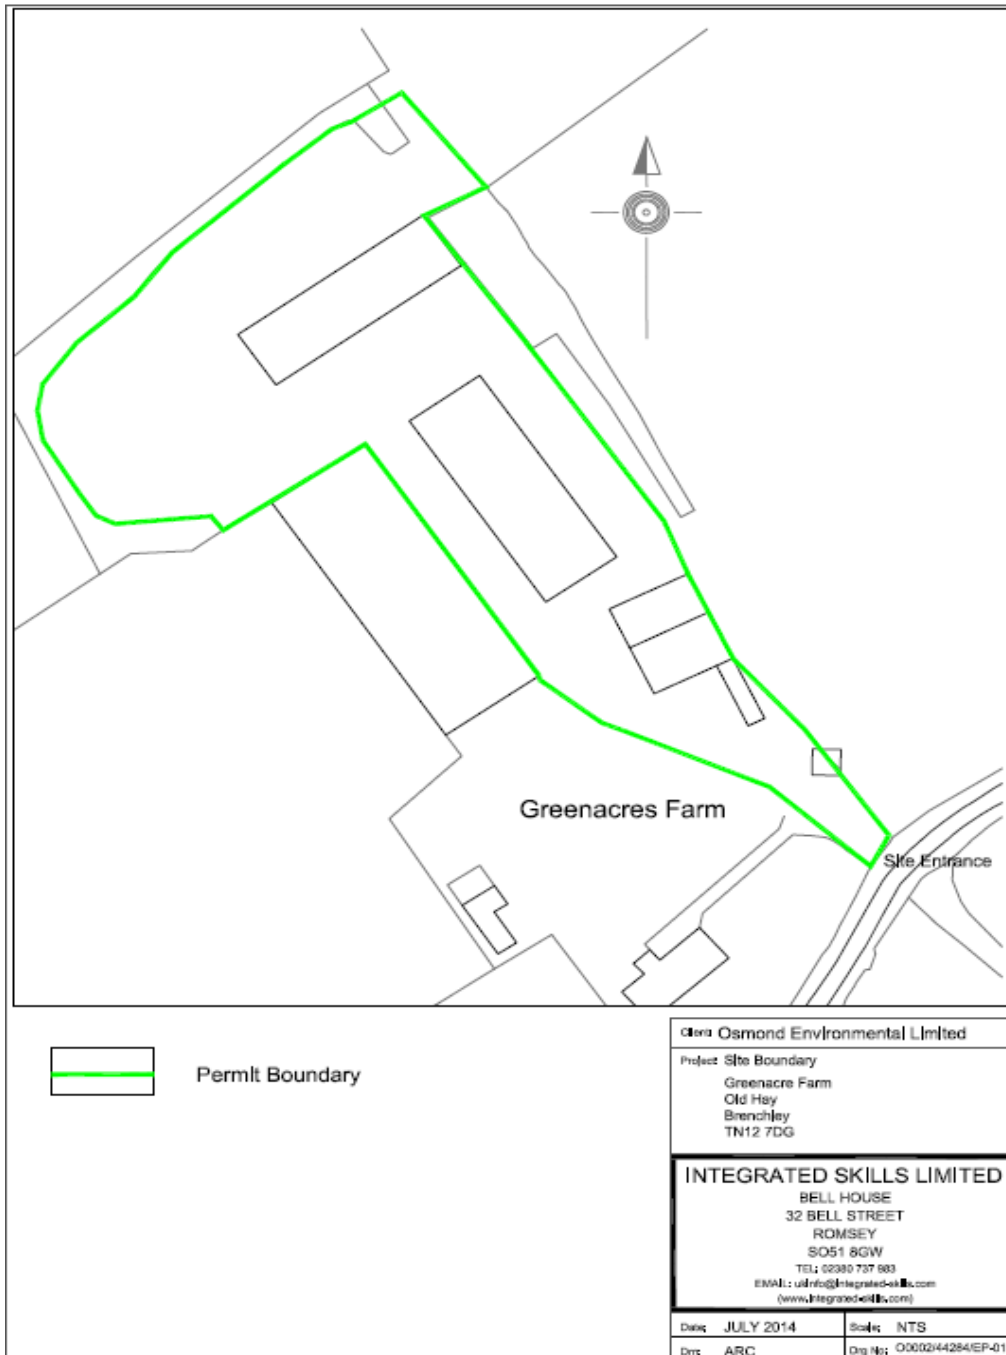 Greenacres Farm
Site Entrance
Permit Boundary
Client: Osmond Environmental Limited
Project: Site Boundary
Greenacre Farm
Old Hay
Brenchley
TN12 7DG
INTEGRATED SKILLS LIMITED
BELL HOUSE
32 BELL STREET
ROMSEY
SO51 8GW
TEL: 02380 737 983
EMAIL: ukinfo@integrated-skills.com
(www.integrated-skills.com)
Date: JULY 2014 Scale: NTS
Drn: ARC Drg No: O0002/44284/EP-01